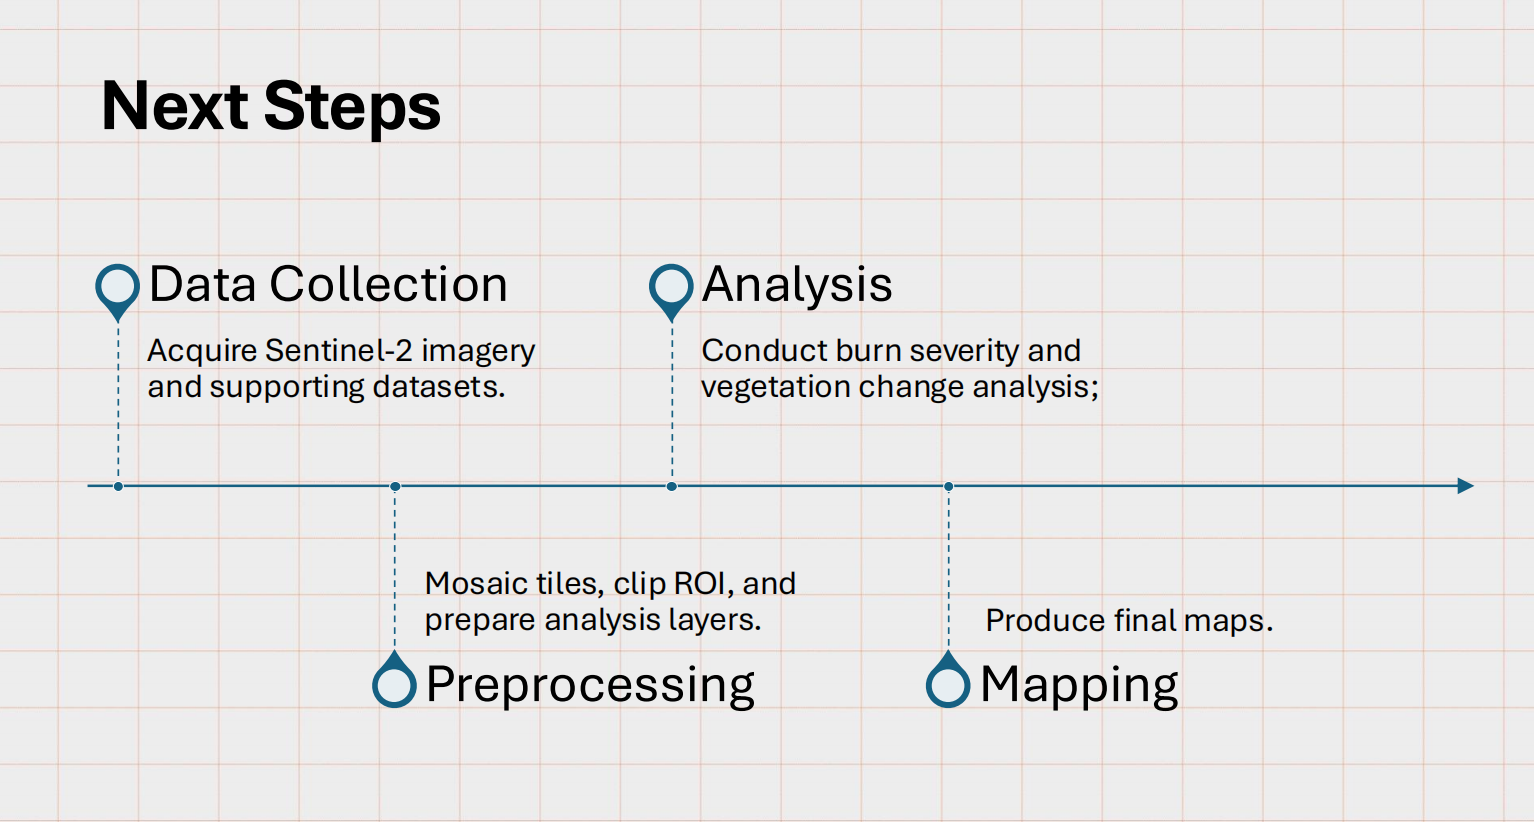 Next Steps
Data Collection
Acquire Sentinel-2 imagery
and supporting datasets.
Analysis
Conduct burn severity and
vegetation change analysis;
Mosaic tiles, clip ROI, and
prepare analysis layers.
Preprocessing
Produce final maps.
Mapping